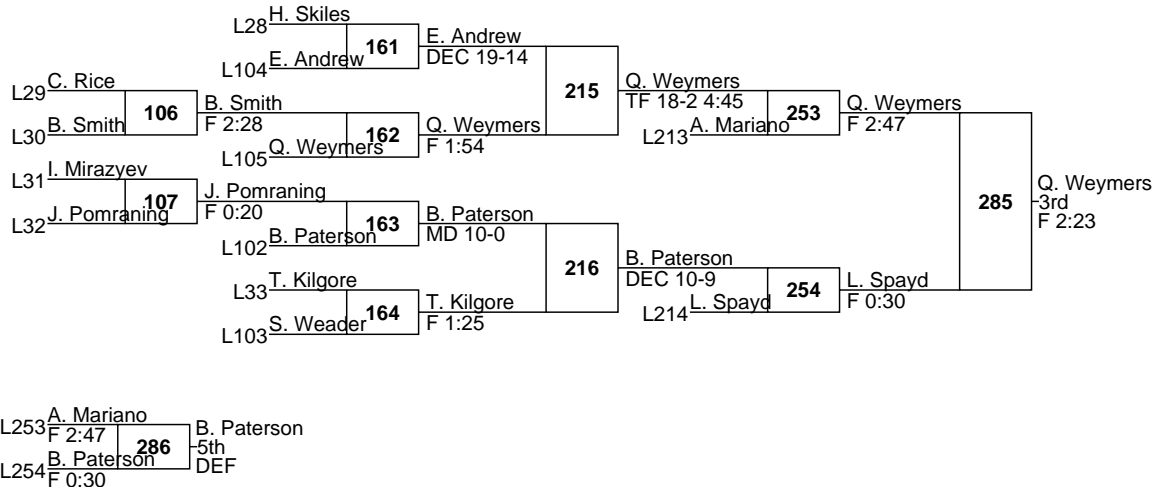 L28 H. Skiles
161
E. Andrew
DEC 19-14
L104 E. Andrew
215
Q. Weymers
TF 18-2 4:45
L29 C. Rice
106
B. Smith
F 2:28
L30 B. Smith
162
Q. Weymers
F 1:54
L105 Q. Weymers
253
Q. Weymers
F 2:47
L213 A. Mariano
L31 I. Mirazyev
107
J. Pomraning
F 0:20
L32 J. Pomraning
163
B. Paterson
MD 10-0
L102 B. Paterson
285
Q. Weymers
3rd
F 2:23
216
B. Paterson
DEC 10-9
L33 T. Kilgore
164
T. Kilgore
F 1:25
L103 S. Weader
254
L. Spayd
F 0:30
L214 L. Spayd
L253 A. Mariano
F 2:47
286
B. Paterson
5th
DEF
L254 B. Paterson
F 0:30